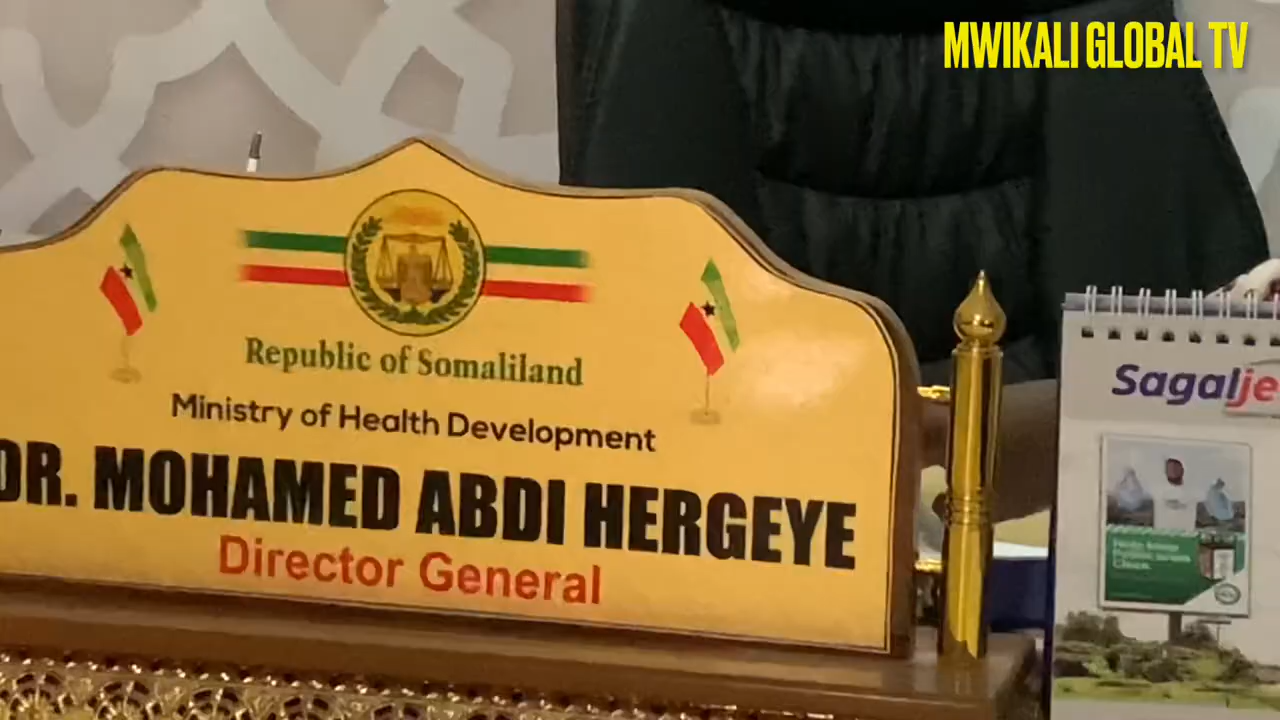 MWIKALI GLOBAL TV
Republic of Somaliland
Ministry of Health Development
DR. MOHAMED ABDI HERGEYE
Director General
Sagalje